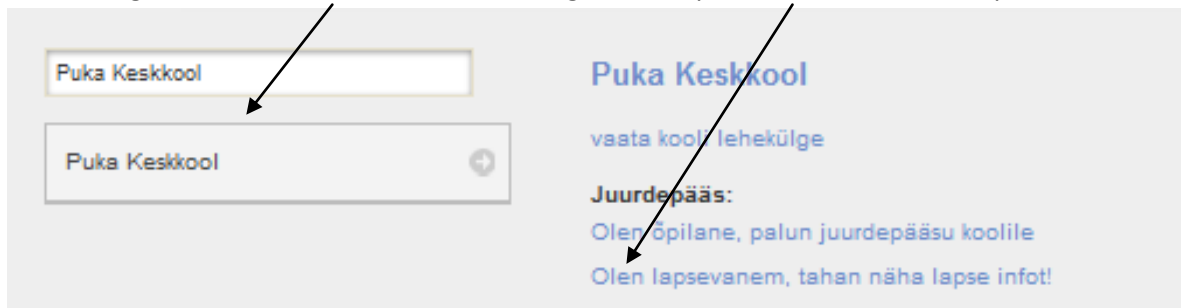 Puka Keskkool
Puka Keskkool
Puka Keskkool
vaata kooli lehekülge
Juurdepääs:
Olen õpilane, palun juurdepääsu koolile
Olen lapsevanem, tahan näha lapse infot!